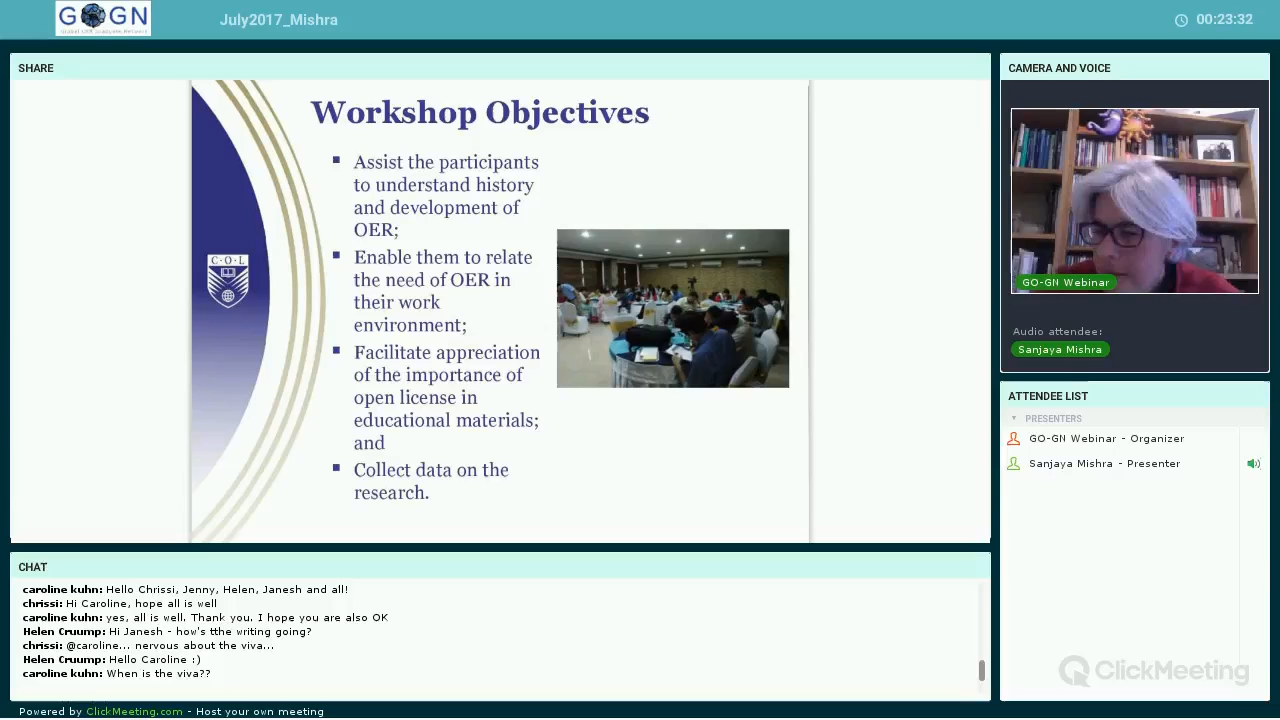 GO GN
July2017_Mishra
00:23:32
SHARE
CAMERA AND VOICE
Workshop Objectives
Assist the participants
to understand history
and development of
OER;
Enable them to relate
the need of OER in
their work
environment;
Facilitate appreciation
of the importance of
open license in
educational materials;
and
Collect data on the
research.
C·O·L
GO-GN Webinar
Audio attendee:
Sanjaya Mishra
ATTENDEE LIST
PRESENTERS
GO-GN Webinar - Organizer
Sanjaya Mishra - Presenter
ClickMeeting
CHAT
caroline kuhn: Hello Chrissi, Jenny, Helen, Janesh and all!
chrissi: Hi Caroline, hope all is well
caroline kuhn: yes, all is well. Thank you. I hope you are also OK
Helen Cruump: Hi Janesh - how's tthe writing going?
chrissi: @caroline... nervous about the viva...
Helen Cruump: Hello Caroline :)
caroline kuhn: When is the viva??
Powered by ClickMeeting.com - Host your own meeting